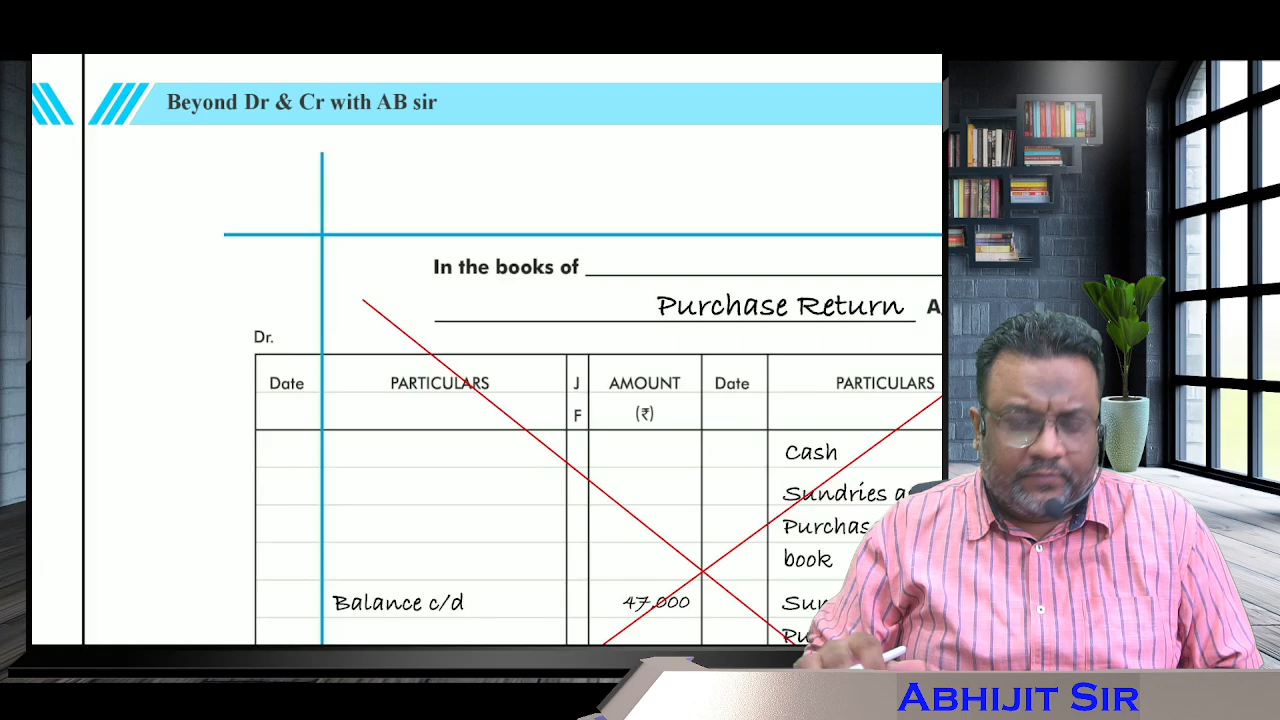 Beyond Dr & Cr with AB sir
In the books of
Purchase Return
Dr.
Date PARTICULARS J F AMOUNT (₹) Date PARTICULARS
Cash
Sundries
book
Balance c/d 47,000
Abhijit Sir